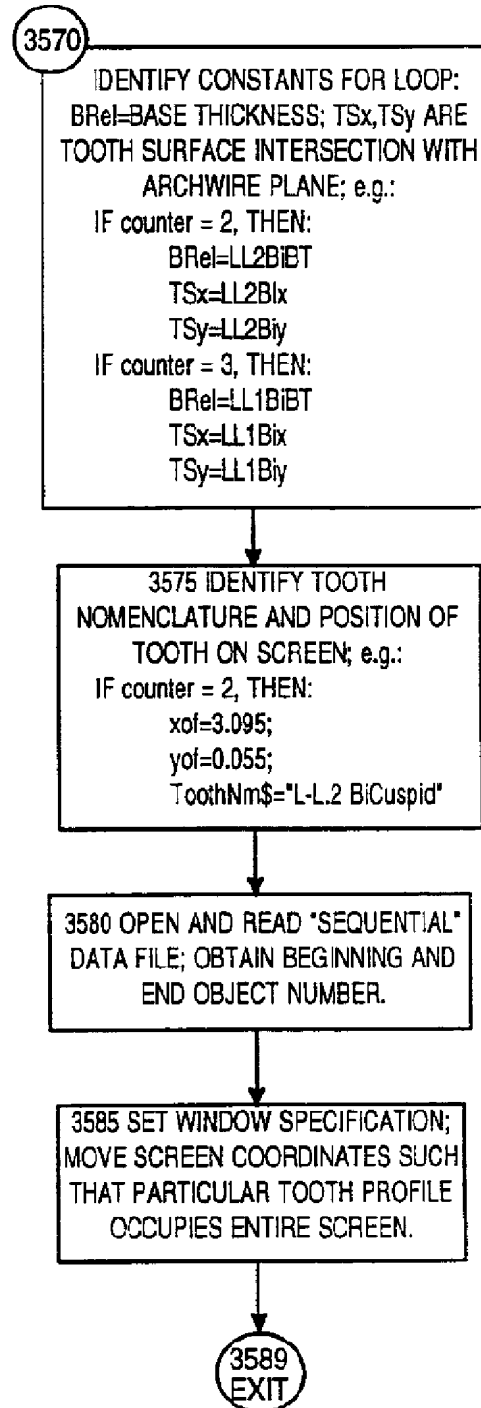 3570
IDENTIFY CONSTANTS FOR LOOP:
BRel=BASE THICKNESS; TSx,TSy ARE
TOOTH SURFACE INTERSECTION WITH
ARCHWIRE PLANE; e.g.:
IF counter = 2, THEN:
BRel=LL2BiBT
TSx=LL2BIx
TSy=LL2Biy
IF counter = 3, THEN:
BRel=LL1BiBT
TSx=LL1Bix
TSy=LL1Biy
3575 IDENTIFY TOOTH
NOMENCLATURE AND POSITION OF
TOOTH ON SCREEN; e.g.:
IF counter = 2, THEN:
xof=3.095;
yof=0.055;
ToothNm$="L-L.2 BiCuspid"
3580 OPEN AND READ "SEQUENTIAL"
DATA FILE; OBTAIN BEGINNING AND
END OBJECT NUMBER.
3585 SET WINDOW SPECIFICATION;
MOVE SCREEN COORDINATES SUCH
THAT PARTICULAR TOOTH PROFILE
OCCUPIES ENTIRE SCREEN.
3589
EXIT